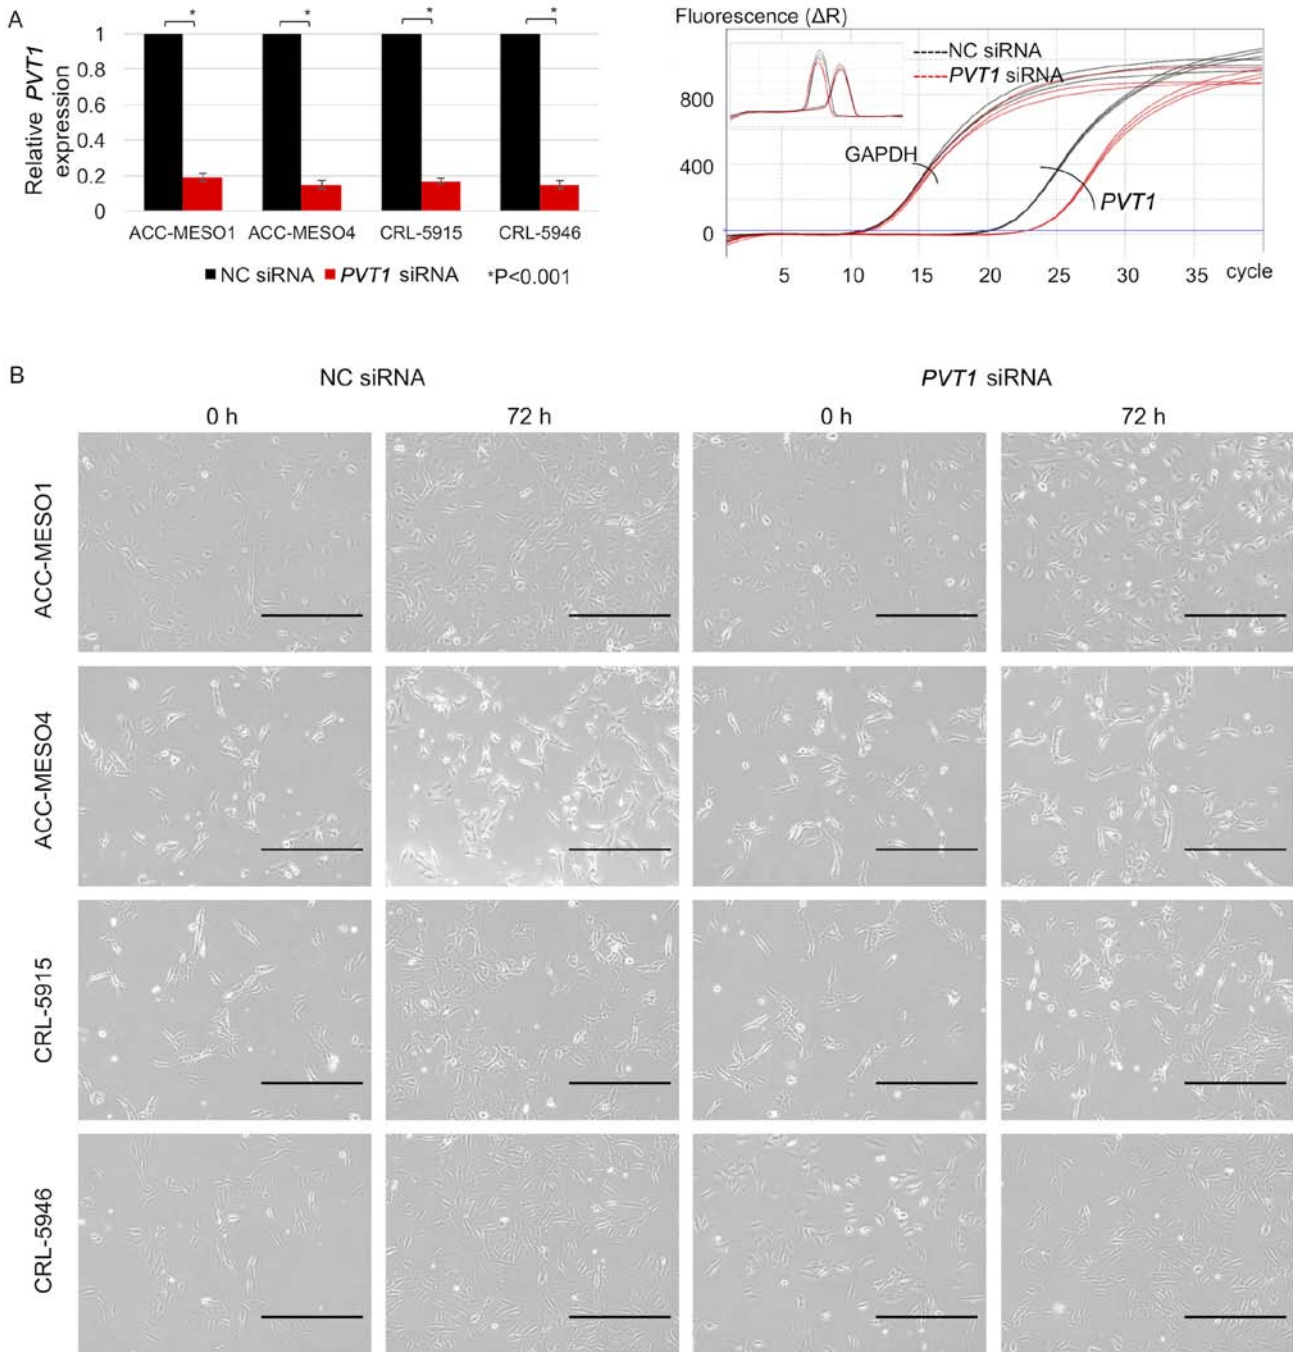 A
Relative PVT1
expression
* * * *
1
0.8
0.6
0.4
0.2
0
ACC-MESO1 ACC-MESO4 CRL-5915 CRL-5946
NC siRNA PVT1 siRNA *P<0.001
Fluorescence (ΔR)
NC siRNA
PVT1 siRNA
800
400
0
GAPDH
PVT1
5 10 15 20 25 30 35 cycle
B
NC siRNA PVT1 siRNA
0 h 72 h 0 h 72 h
ACC-MESO1
ACC-MESO4
CRL-5915
CRL-5946